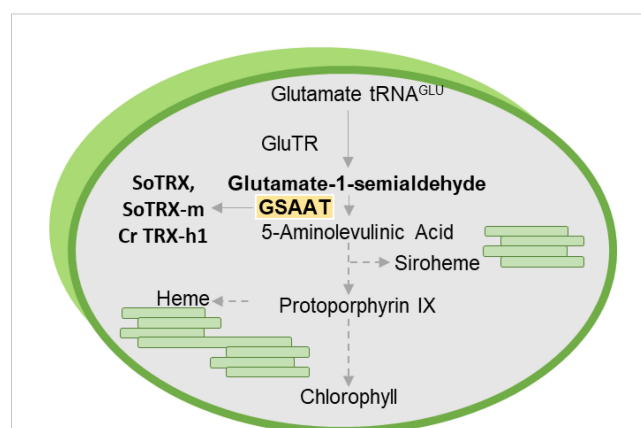 Glutamate tRNAᴳᴸᵁ
GluTR
SoTRX,
SoTRX-m
Cr TRX-h1
Glutamate-1-semialdehyde
GSAAT
5-Aminolevulinic Acid
Siroheme
Heme
Protoporphyrin IX
Chlorophyll